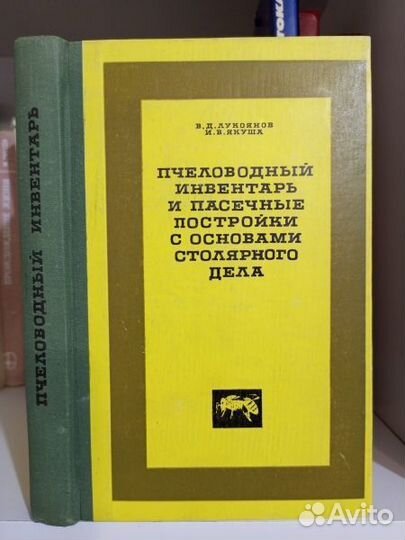 В. Д. ЛУКОЯНОВ
И. В. ЯКУША
ПЧЕЛОВОДНЫЙ
ИНВЕНТАРЬ
И ПАСЕЧНЫЕ
ПОСТРОЙКИ
С ОСНОВАМИ
СТОЛЯРНОГО
ДЕЛА
ПЧЕЛОВОДНЫЙ ИНВЕНТАРЬ
Avito